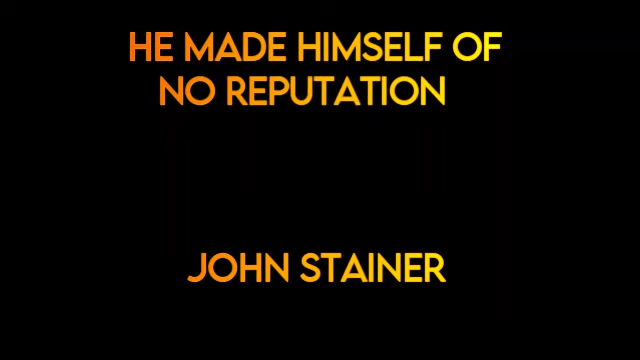 HE MADE HIMSELF OF
NO REPUTATION
JOHN STAINER